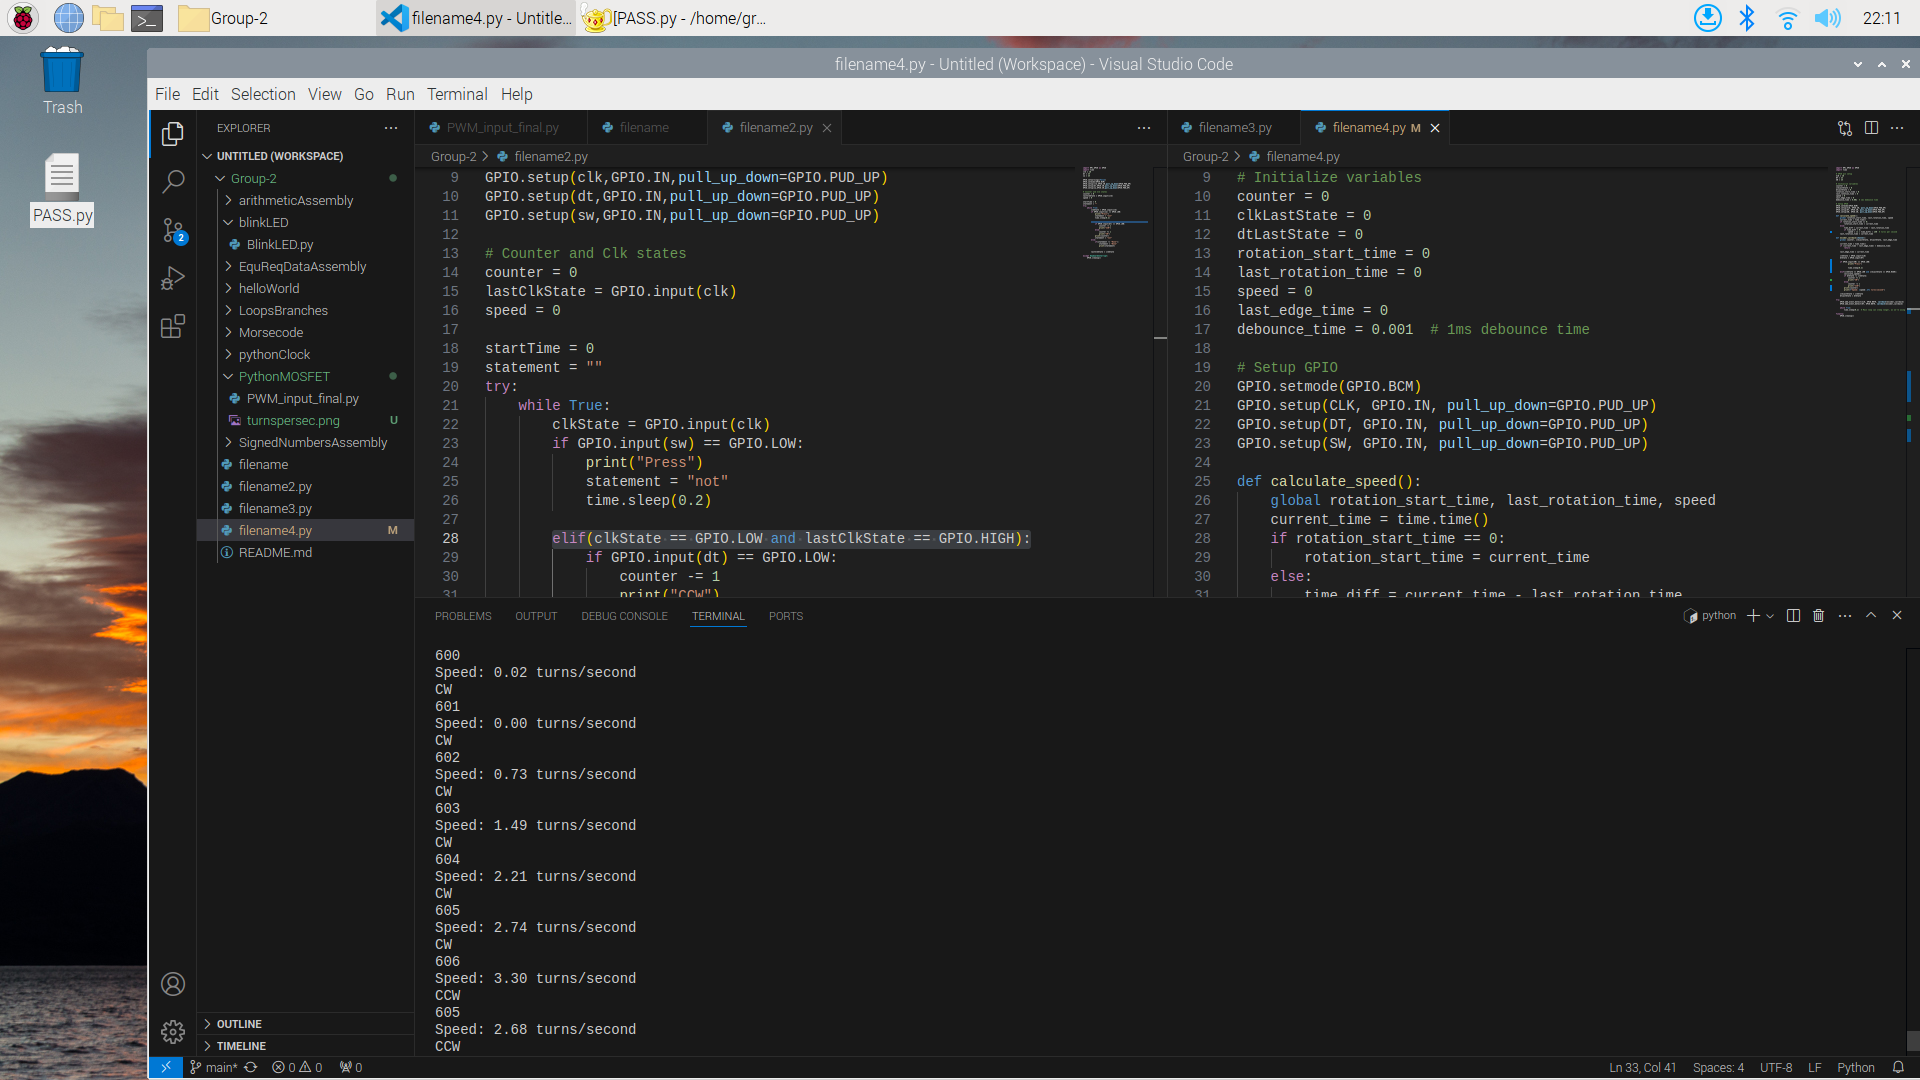 Group-2
filename4.py - Untitle...
[PASS.py - /home/gr...
22:11
Trash
PASS.py
filename4.py - Untitled (Workspace) - Visual Studio Code
File Edit Selection View Go Run Terminal Help
EXPLORER
UNTITLED (WORKSPACE)
Group-2
arithmeticAssembly
blinkLED
BlinkLED.py
EquReqDataAssembly
helloWorld
LoopsBranches
Morsecode
pythonClock
PythonMOSFET
PWM_input_final.py
turnspersec.png U
SignedNumbersAssembly
filename
filename2.py
filename3.py
filename4.py M
README.md
OUTLINE
TIMELINE
PWM_input_final.py
filename
filename2.py
Group-2 > filename2.py
9 GPIO.setup(clk,GPIO.IN,pull_up_down=GPIO.PUD_UP)
10 GPIO.setup(dt,GPIO.IN,pull_up_down=GPIO.PUD_UP)
11 GPIO.setup(sw,GPIO.IN,pull_up_down=GPIO.PUD_UP)
12
13 # Counter and Clk states
14 counter = 0
15 lastClkState = GPIO.input(clk)
16 speed = 0
17
18 startTime = 0
19 statement = ""
20 try:
21 while True:
22 clkState = GPIO.input(clk)
23 if GPIO.input(sw) == GPIO.LOW:
24 print("Press")
25 statement = "not"
26 time.sleep(0.2)
27
28 elif(clkState == GPIO.LOW and lastClkState == GPIO.HIGH):
29 if GPIO.input(dt) == GPIO.LOW:
30 counter -= 1
31 print("CCW")
filename3.py
filename4.py M
Group-2 > filename4.py
9 # Initialize variables
10 counter = 0
11 clkLastState = 0
12 dtLastState = 0
13 rotation_start_time = 0
14 last_rotation_time = 0
15 speed = 0
16 last_edge_time = 0
17 debounce_time = 0.001 # 1ms debounce time
18
19 # Setup GPIO
20 GPIO.setmode(GPIO.BCM)
21 GPIO.setup(CLK, GPIO.IN, pull_up_down=GPIO.PUD_UP)
22 GPIO.setup(DT, GPIO.IN, pull_up_down=GPIO.PUD_UP)
23 GPIO.setup(SW, GPIO.IN, pull_up_down=GPIO.PUD_UP)
24
25 def calculate_speed():
26 global rotation_start_time, last_rotation_time, speed
27 current_time = time.time()
28 if rotation_start_time == 0:
29 rotation_start_time = current_time
30 else:
31 time_diff = current_time - last_rotation_time
PROBLEMS OUTPUT DEBUG CONSOLE TERMINAL PORTS
python
600
Speed: 0.02 turns/second
CW
601
Speed: 0.00 turns/second
CW
602
Speed: 0.73 turns/second
CW
603
Speed: 1.49 turns/second
CW
604
Speed: 2.21 turns/second
CW
605
Speed: 2.74 turns/second
CW
606
Speed: 3.30 turns/second
CCW
605
Speed: 2.68 turns/second
CCW
2
main* 0 0 0
Ln 33, Col 41 Spaces: 4 UTF-8 LF Python